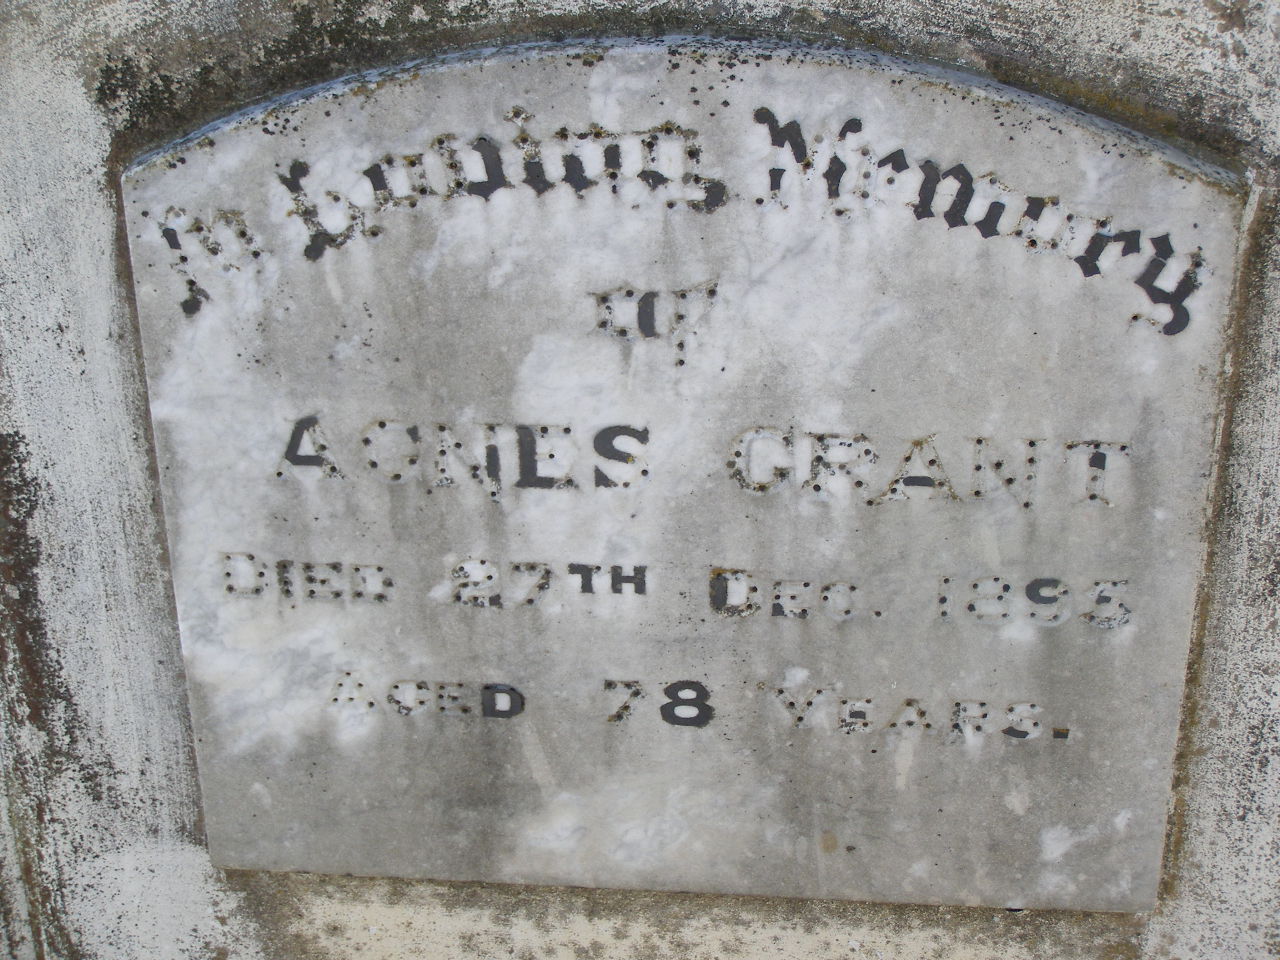 In Loving Memory
OF
AGNES GRANT
DIED 27TH DEC. 1895
AGED 78 YEARS.